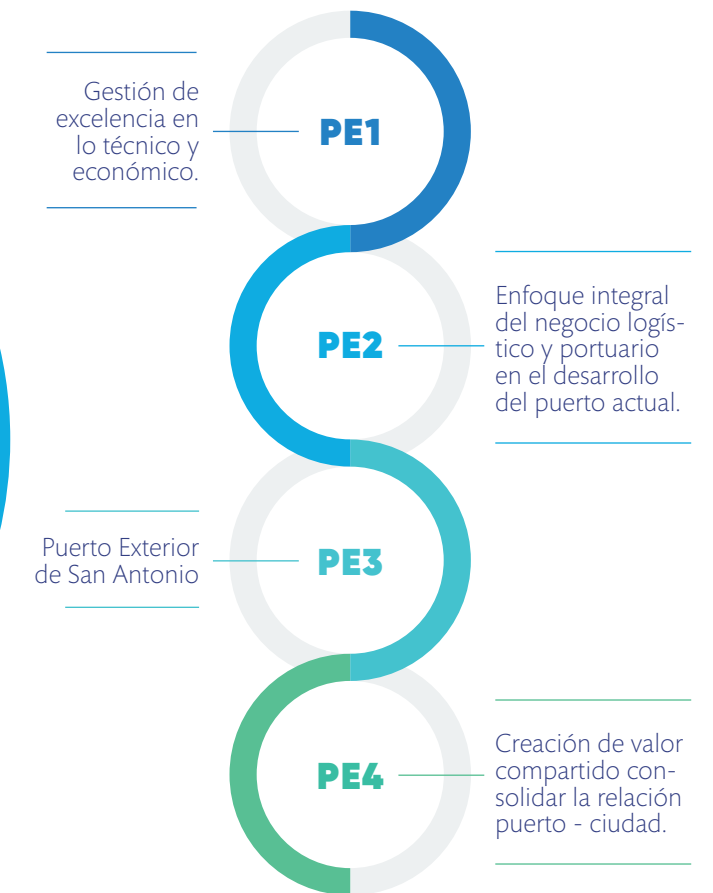 Gestión de
excelencia en
lo técnico y
económico.
PE1
PE2
Enfoque integral
del negocio logís-
tico y portuario
en el desarrollo
del puerto actual.
Puerto Exterior
de San Antonio
PE3
PE4
Creación de valor
compartido con-
solidar la relación
puerto - ciudad.